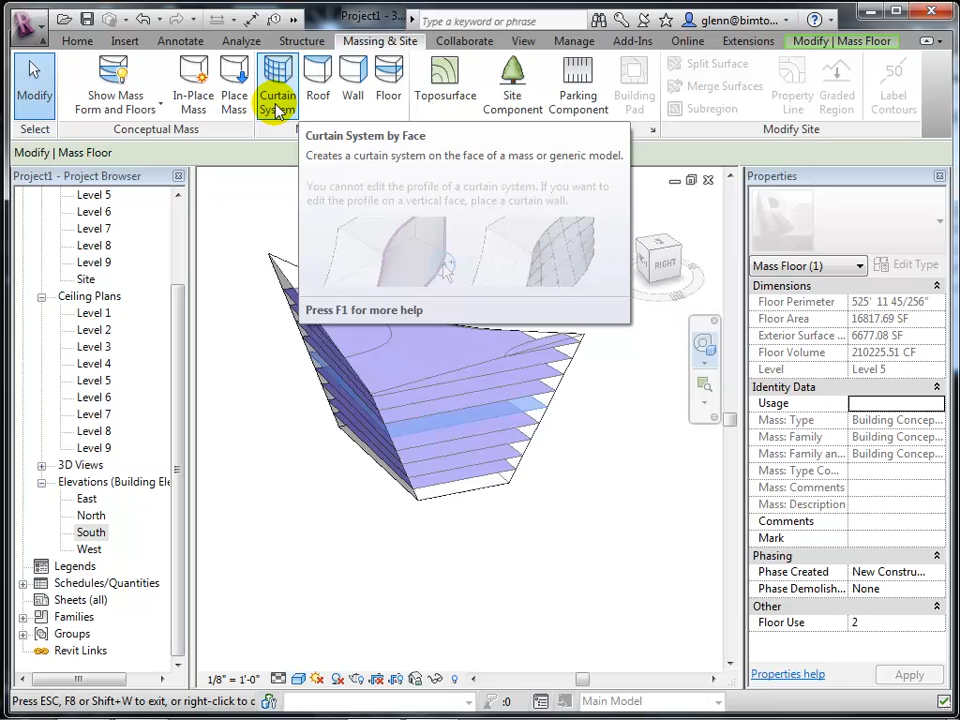 Project1 - 3...
Type a keyword or phrase
glenn@bimto...
Home Insert Annotate Analyze Structure Massing & Site Collaborate View Manage Add-Ins Online Extensions Modify | Mass Floor
Modify
Show Mass
Form and Floors
In-Place
Mass
Place
Mass
Curtain
System
Roof
Wall
Floor
Toposurface
Site
Component
Parking
Component
Building
Pad
Split Surface
Merge Surfaces
Subregion
Property
Line
Graded
Region
50
Label
Contours
Select
Conceptual Mass
Modify Site
Modify | Mass Floor
Curtain System by Face
Creates a curtain system on the face of a mass or generic model.
You cannot edit the profile of a curtain system. If you want to
edit the profile on a vertical face, place a curtain wall.
Press F1 for more help
Project1 - Project Browser
Level 5
Level 6
Level 7
Level 8
Level 9
Site
Ceiling Plans
Level 1
Level 2
Level 3
Level 4
Level 5
Level 6
Level 7
Level 8
Level 9
3D Views
Elevations (Building Ele
East
North
South
West
Legends
Schedules/Quantities
Sheets (all)
Families
Groups
Revit Links
RIGHT
Properties
Mass Floor (1)
Edit Type
Dimensions
Floor Perimeter 525' 11 45/256"
Floor Area 16817.69 SF
Exterior Surface ... 6677.08 SF
Floor Volume 210225.51 CF
Level Level 5
Identity Data
Usage
Mass: Type Building Concep...
Mass: Family Building Concep...
Mass: Family an... Building Concep...
Mass: Type Co...
Mass: Comments
Mass: Description
Comments
Mark
Phasing
Phase Created New Constru...
Phase Demolish... None
Other
Floor Use 2
Properties help
Apply
1/8" = 1'-0"
Press ESC, F8 or Shift+W to exit, or right-click to c
:0
Main Model